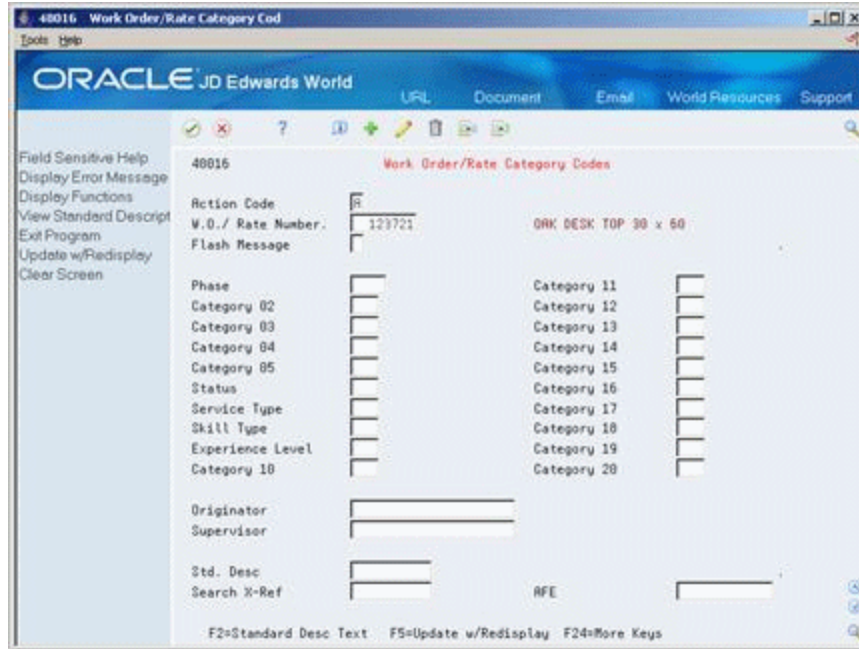 48016 Work Order/Rate Category Cod
Tools Help
ORACLE JD Edwards World
URL Document Email World Resources Support
Field Sensitive Help
Display Error Message
Display Functions
View Standard Descript
Exit Program
Update w/Redisplay
Clear Screen
48016 Work Order/Rate Category Codes
Action Code A
W.O./ Rate Number. 123721 OAK DESK TOP 30 x 60
Flash Message
Phase Category 11
Category 02 Category 12
Category 03 Category 13
Category 04 Category 14
Category 05 Category 15
Status Category 16
Service Type Category 17
Skill Type Category 18
Experience Level Category 19
Category 10 Category 20
Originator
Supervisor
Std. Desc
Search X-Ref AFE
F2=Standard Desc Text F5=Update w/Redisplay F24=More Keys